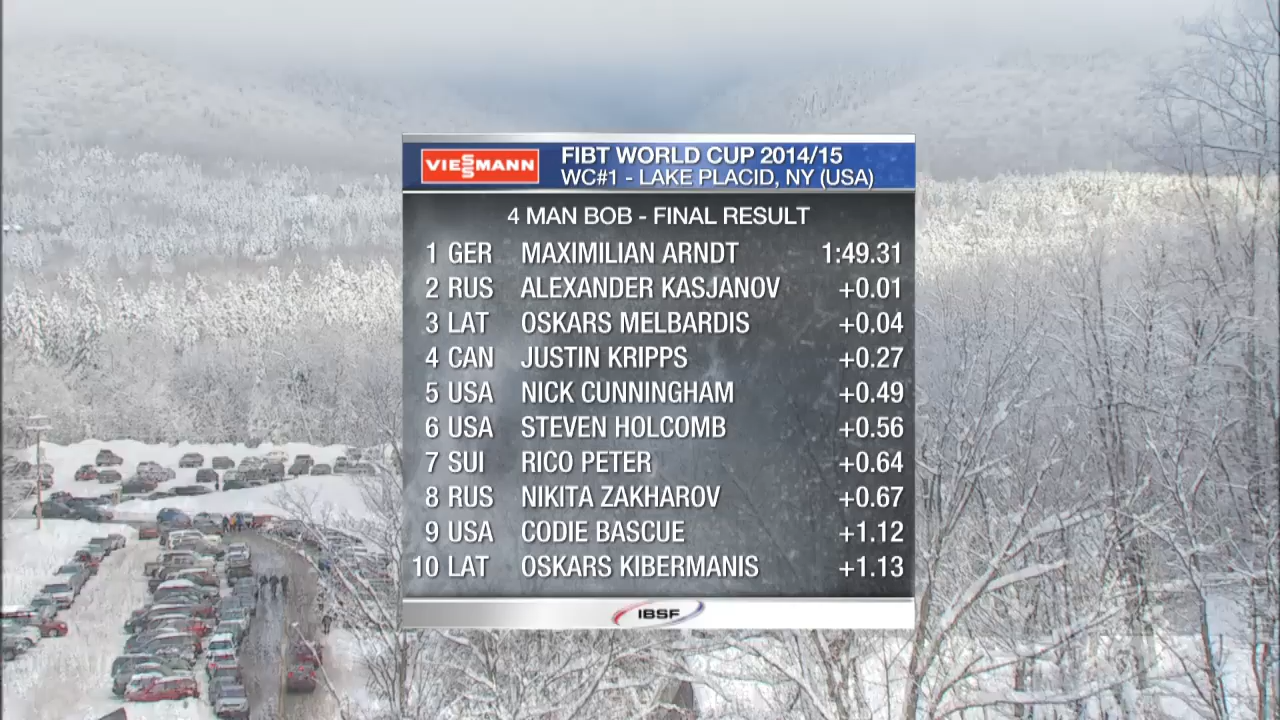 VIESSMANN
FIBT WORLD CUP 2014/15
WC#1 - LAKE PLACID, NY (USA)
4 MAN BOB - FINAL RESULT
1 GER MAXIMILIAN ARNDT 1:49.31
2 RUS ALEXANDER KASJANOV +0.01
3 LAT OSKARS MELBARDIS +0.04
4 CAN JUSTIN KRIPPS +0.27
5 USA NICK CUNNINGHAM +0.49
6 USA STEVEN HOLCOMB +0.56
7 SUI RICO PETER +0.64
8 RUS NIKITA ZAKHAROV +0.67
9 USA CODIE BASCUE +1.12
10 LAT OSKARS KIBERMANIS +1.13
IBSF